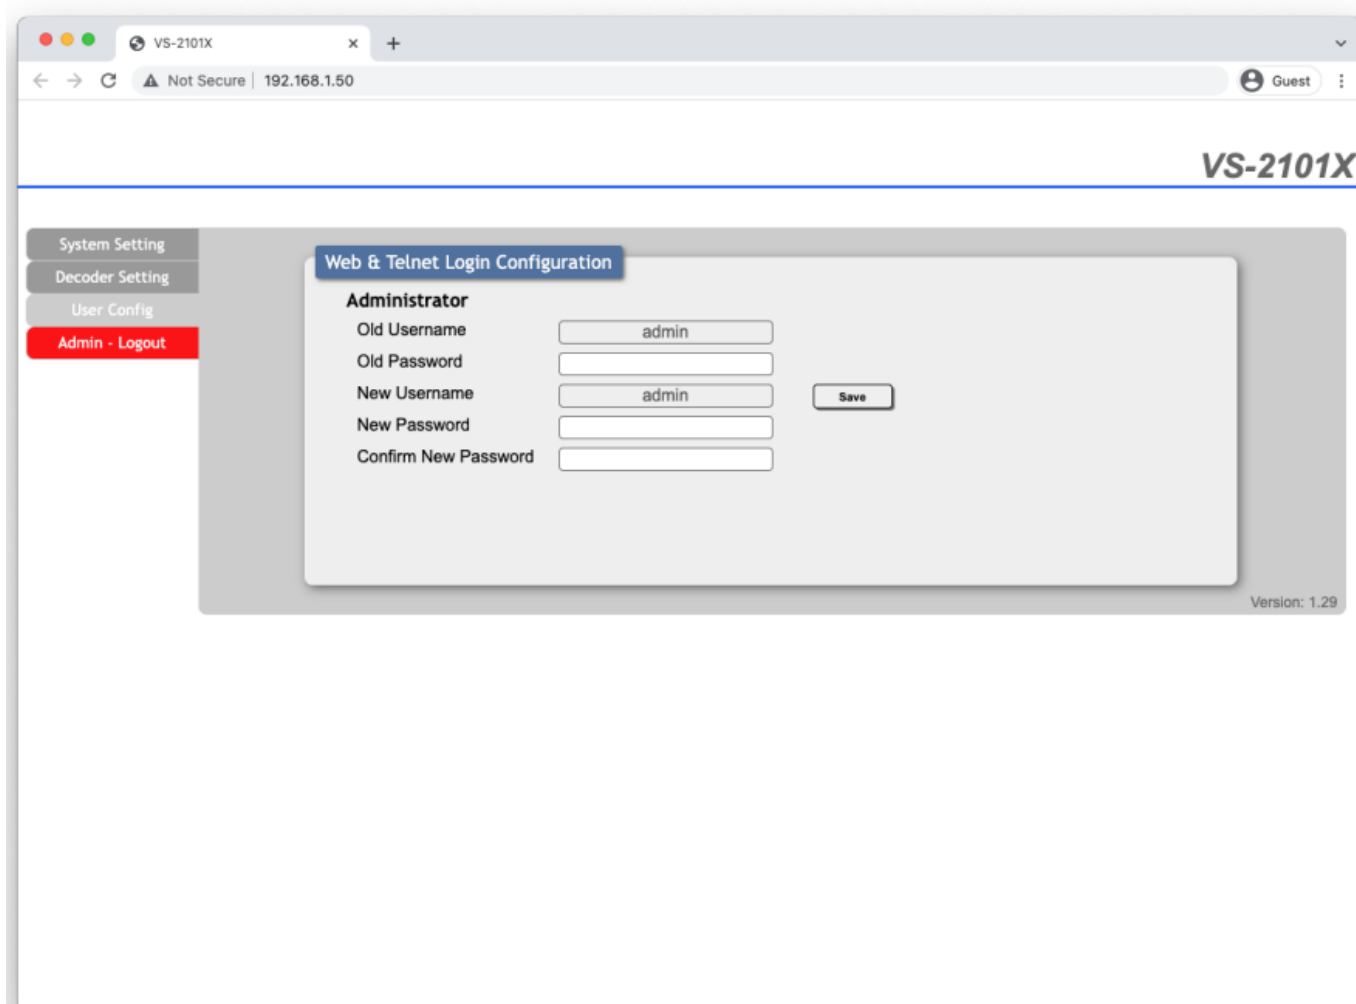 VS-2101X
Not Secure 192.168.1.50
Guest
VS-2101X
System Setting
Decoder Setting
User Config
Admin - Logout
Web & Telnet Login Configuration
Administrator
Old Username admin
Old Password
New Username admin Save
New Password
Confirm New Password
Version: 1.29